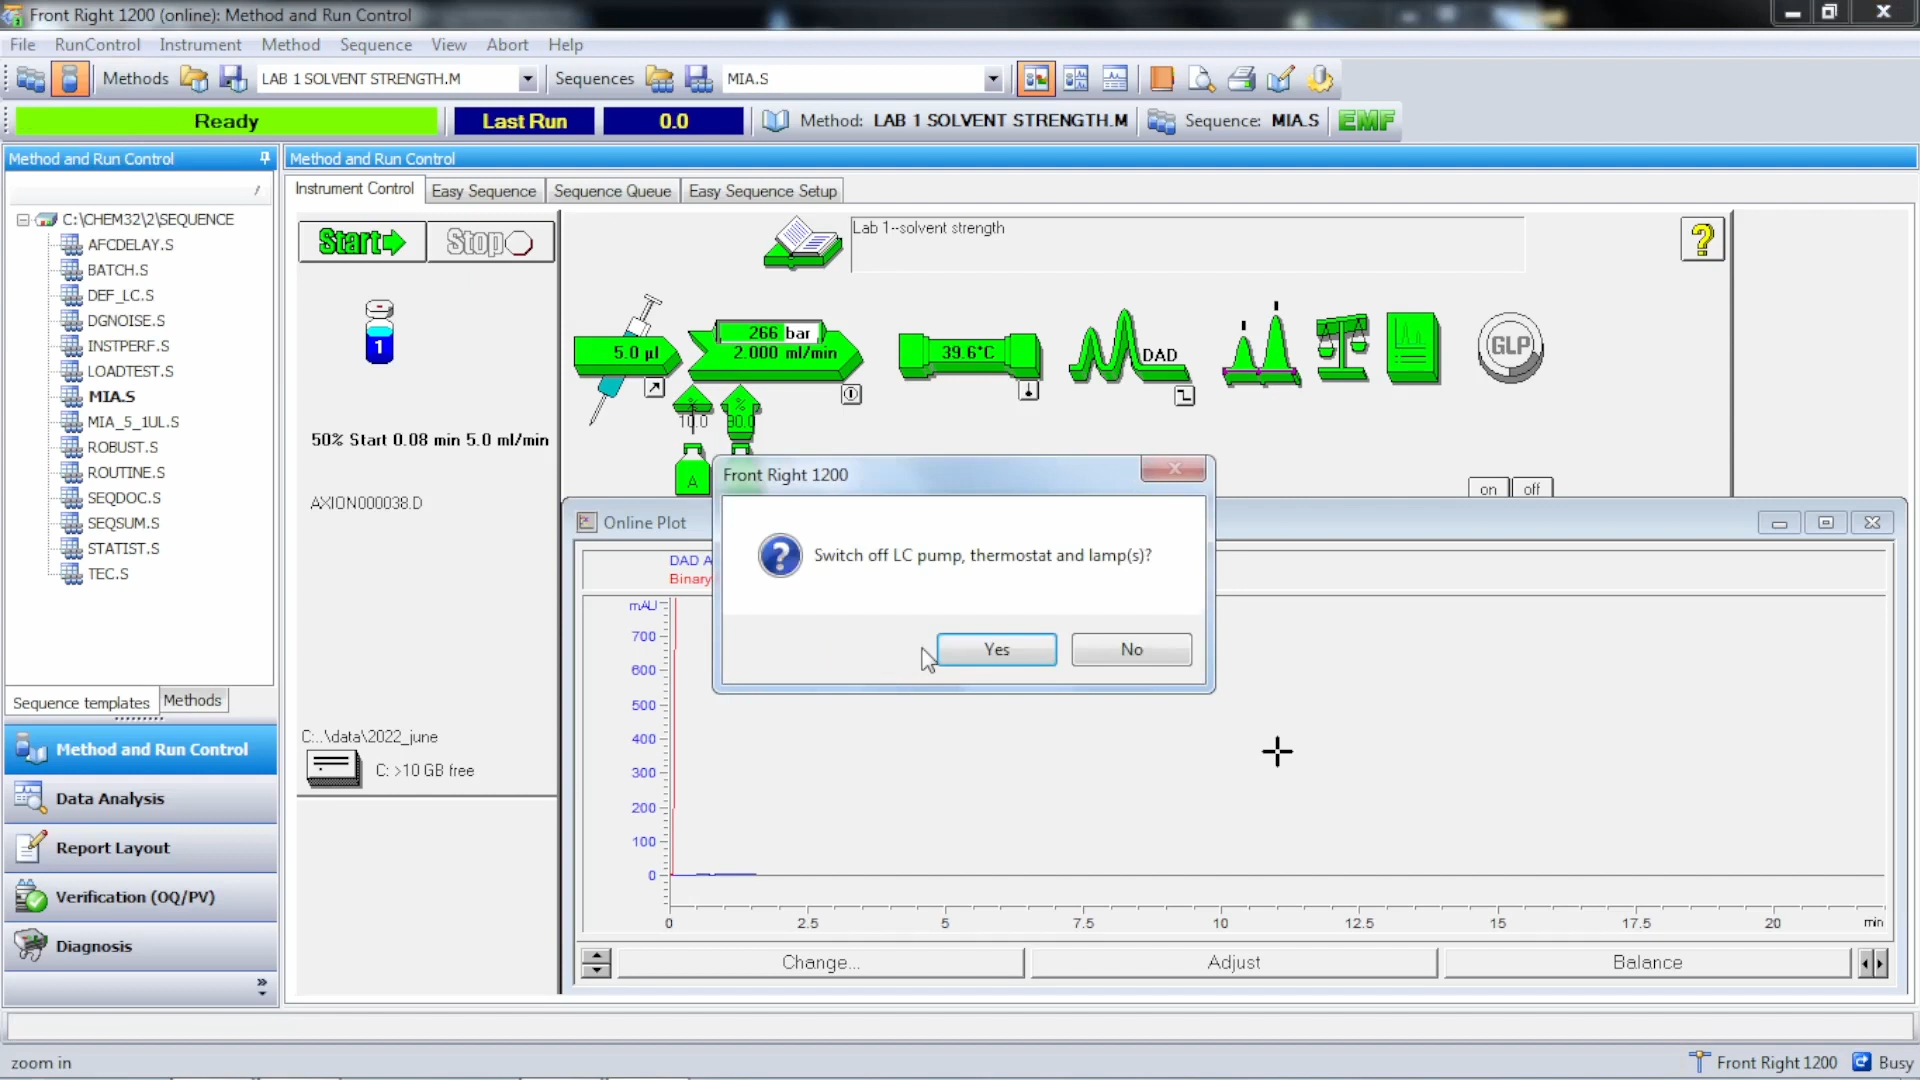 Front Right 1200 (online): Method and Run Control
File RunControl Instrument Method Sequence View Abort Help
Methods LAB 1 SOLVENT STRENGTH.M Sequences MIA.S
Ready Last Run 0.0 Method: LAB 1 SOLVENT STRENGTH.M Sequence: MIA.S EMF
Method and Run Control
Method and Run Control
Instrument Control Easy Sequence Sequence Queue Easy Sequence Setup
C:\CHEM32\2\SEQUENCE
AFCDELAY.S
BATCH.S
DEF_LC.S
DGNOISE.S
INSTPERF.S
LOADTEST.S
MIA.S
MIA_5_1UL.S
ROBUST.S
ROUTINE.S
SEQDOC.S
SEQSUM.S
STATIST.S
TEC.S
Sequence templates Methods
Method and Run Control
Data Analysis
Report Layout
Verification (OQ/PV)
Diagnosis
Start Stop
1
50% Start 0.08 min 5.0 ml/min
AXION000038.D
C:..\data\2022_june
C: >10 GB free
Lab 1--solvent strength
?
5.0 µl
266 bar
2.000 ml/min
39.6°C
DAD
GLP
%
%
10.0
A
on off
Front Right 1200
Switch off LC pump, thermostat and lamp(s)?
Yes No
Online Plot
DAD A
Binary
mAU
700
600
500
400
300
200
100
0
0 2.5 5 7.5 10 12.5 15 17.5 20 min
Change... Adjust Balance
zoom in
Front Right 1200 Busy